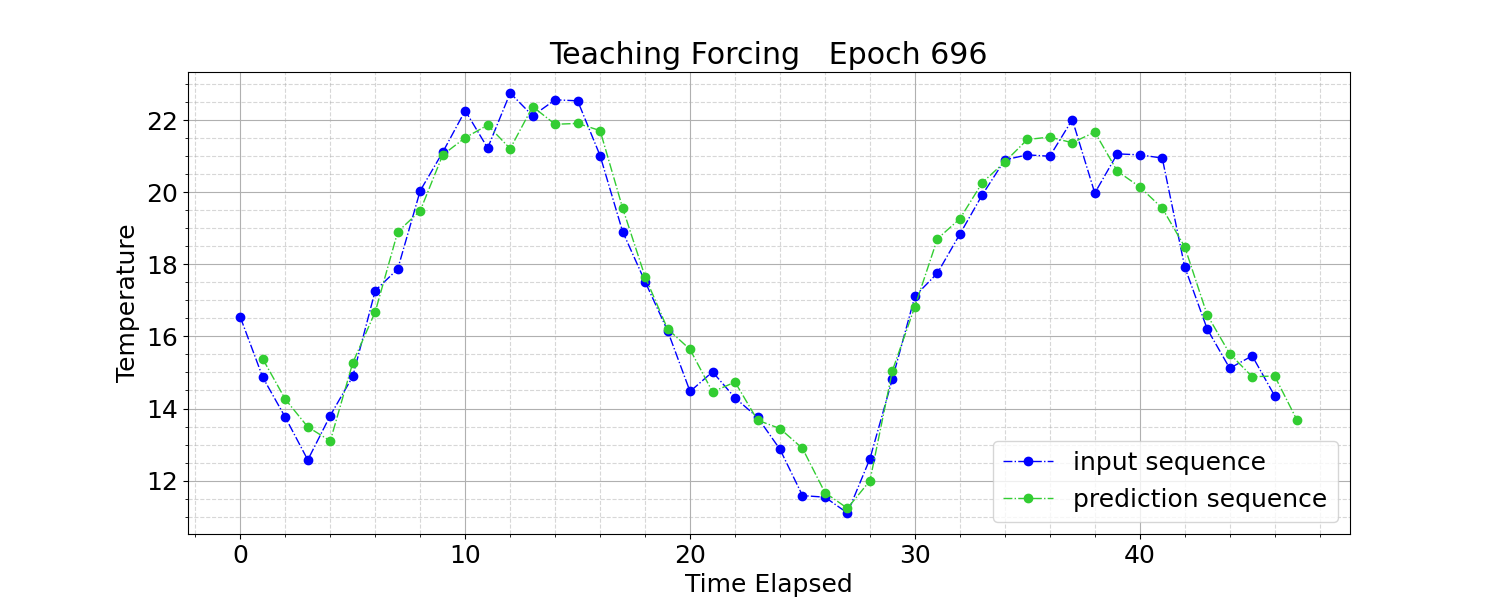 Teaching Forcing   Epoch 696
Temperature
22
20
18
16
14
12
0 10 20 30 40
Time Elapsed
input sequence
prediction sequence